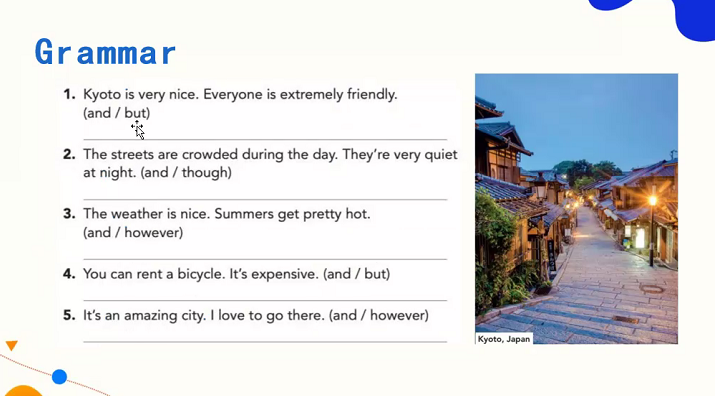 Grammar
1. Kyoto is very nice. Everyone is extremely friendly.
(and / but)
2. The streets are crowded during the day. They're very quiet
at night. (and / though)
3. The weather is nice. Summers get pretty hot.
(and / however)
4. You can rent a bicycle. It's expensive. (and / but)
5. It's an amazing city. I love to go there. (and / however)
Kyoto, Japan